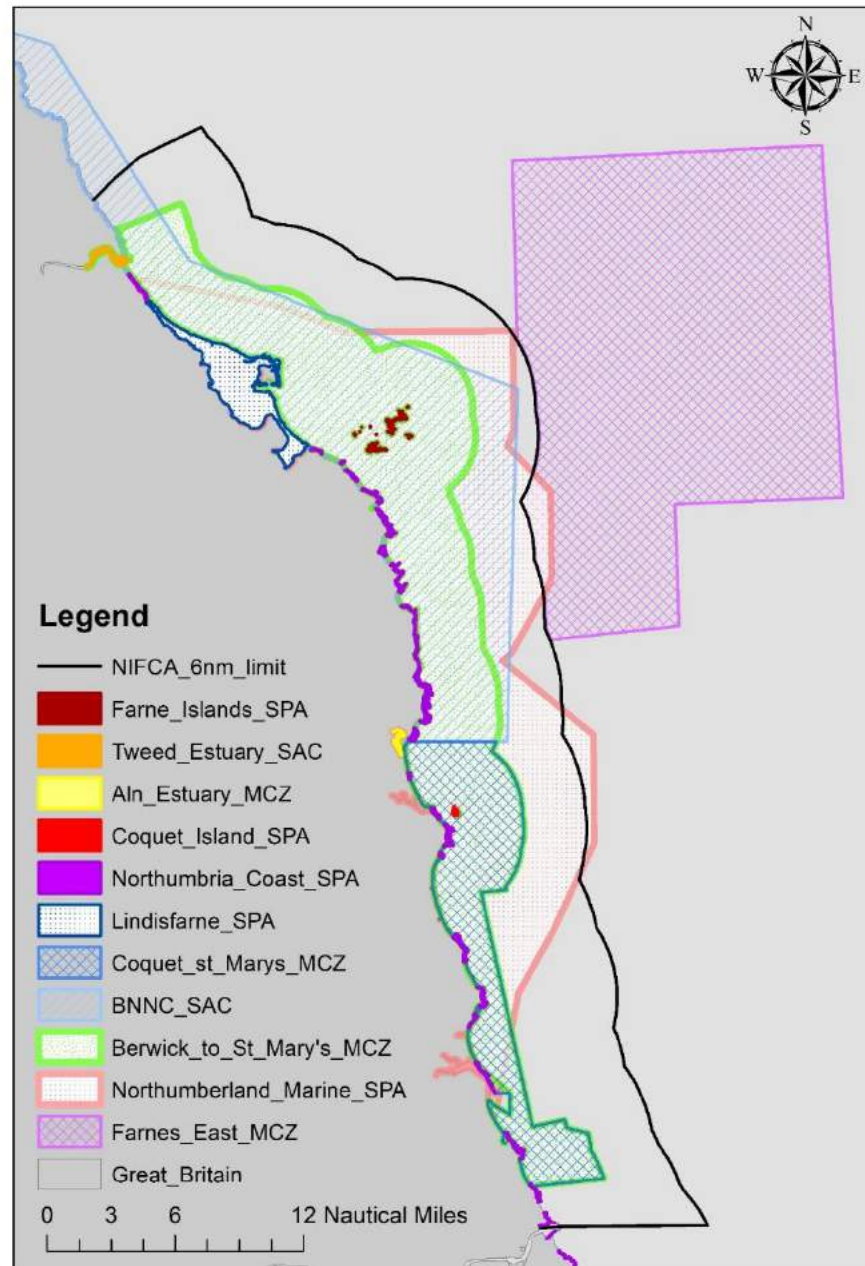 N
W E
S
Legend
NIFCA_6nm_limit
Farne_Islands_SPA
Tweed_Estuary_SAC
Aln_Estuary_MCZ
Coquet_Island_SPA
Northumbria_Coast_SPA
Lindisfarne_SPA
Coquet_st_Marys_MCZ
BNNC_SAC
Berwick_to_St_Mary's_MCZ
Northumberland_Marine_SPA
Farnes_East_MCZ
Great_Britain
0 3 6 12 Nautical Miles